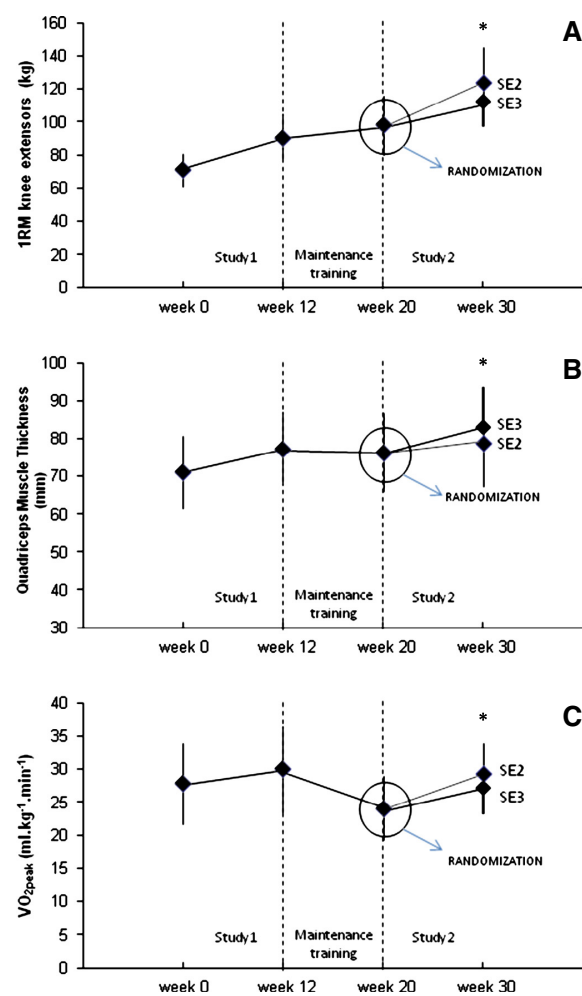 A
1RM knee extensors (kg)
160
140
120
100
80
60
40
20
0
*
SE2
SE3
RANDOMIZATION
Study1
Maintenance
training
Study2
week 0
week 12
week 20
week 30
B
Quadriceps Muscle Thickness
(mm)
100
90
80
70
60
50
40
30
*
SE3
SE2
RANDOMIZATION
Study1
Maintenance
training
Study2
week 0
week 12
week 20
week 30
C
VO2peak (ml.kg-1.min-1)
40
35
30
25
20
15
10
5
0
*
SE2
SE3
RANDOMIZATION
Study1
Maintenance
training
Study2
week 0
week 12
week 20
week 30